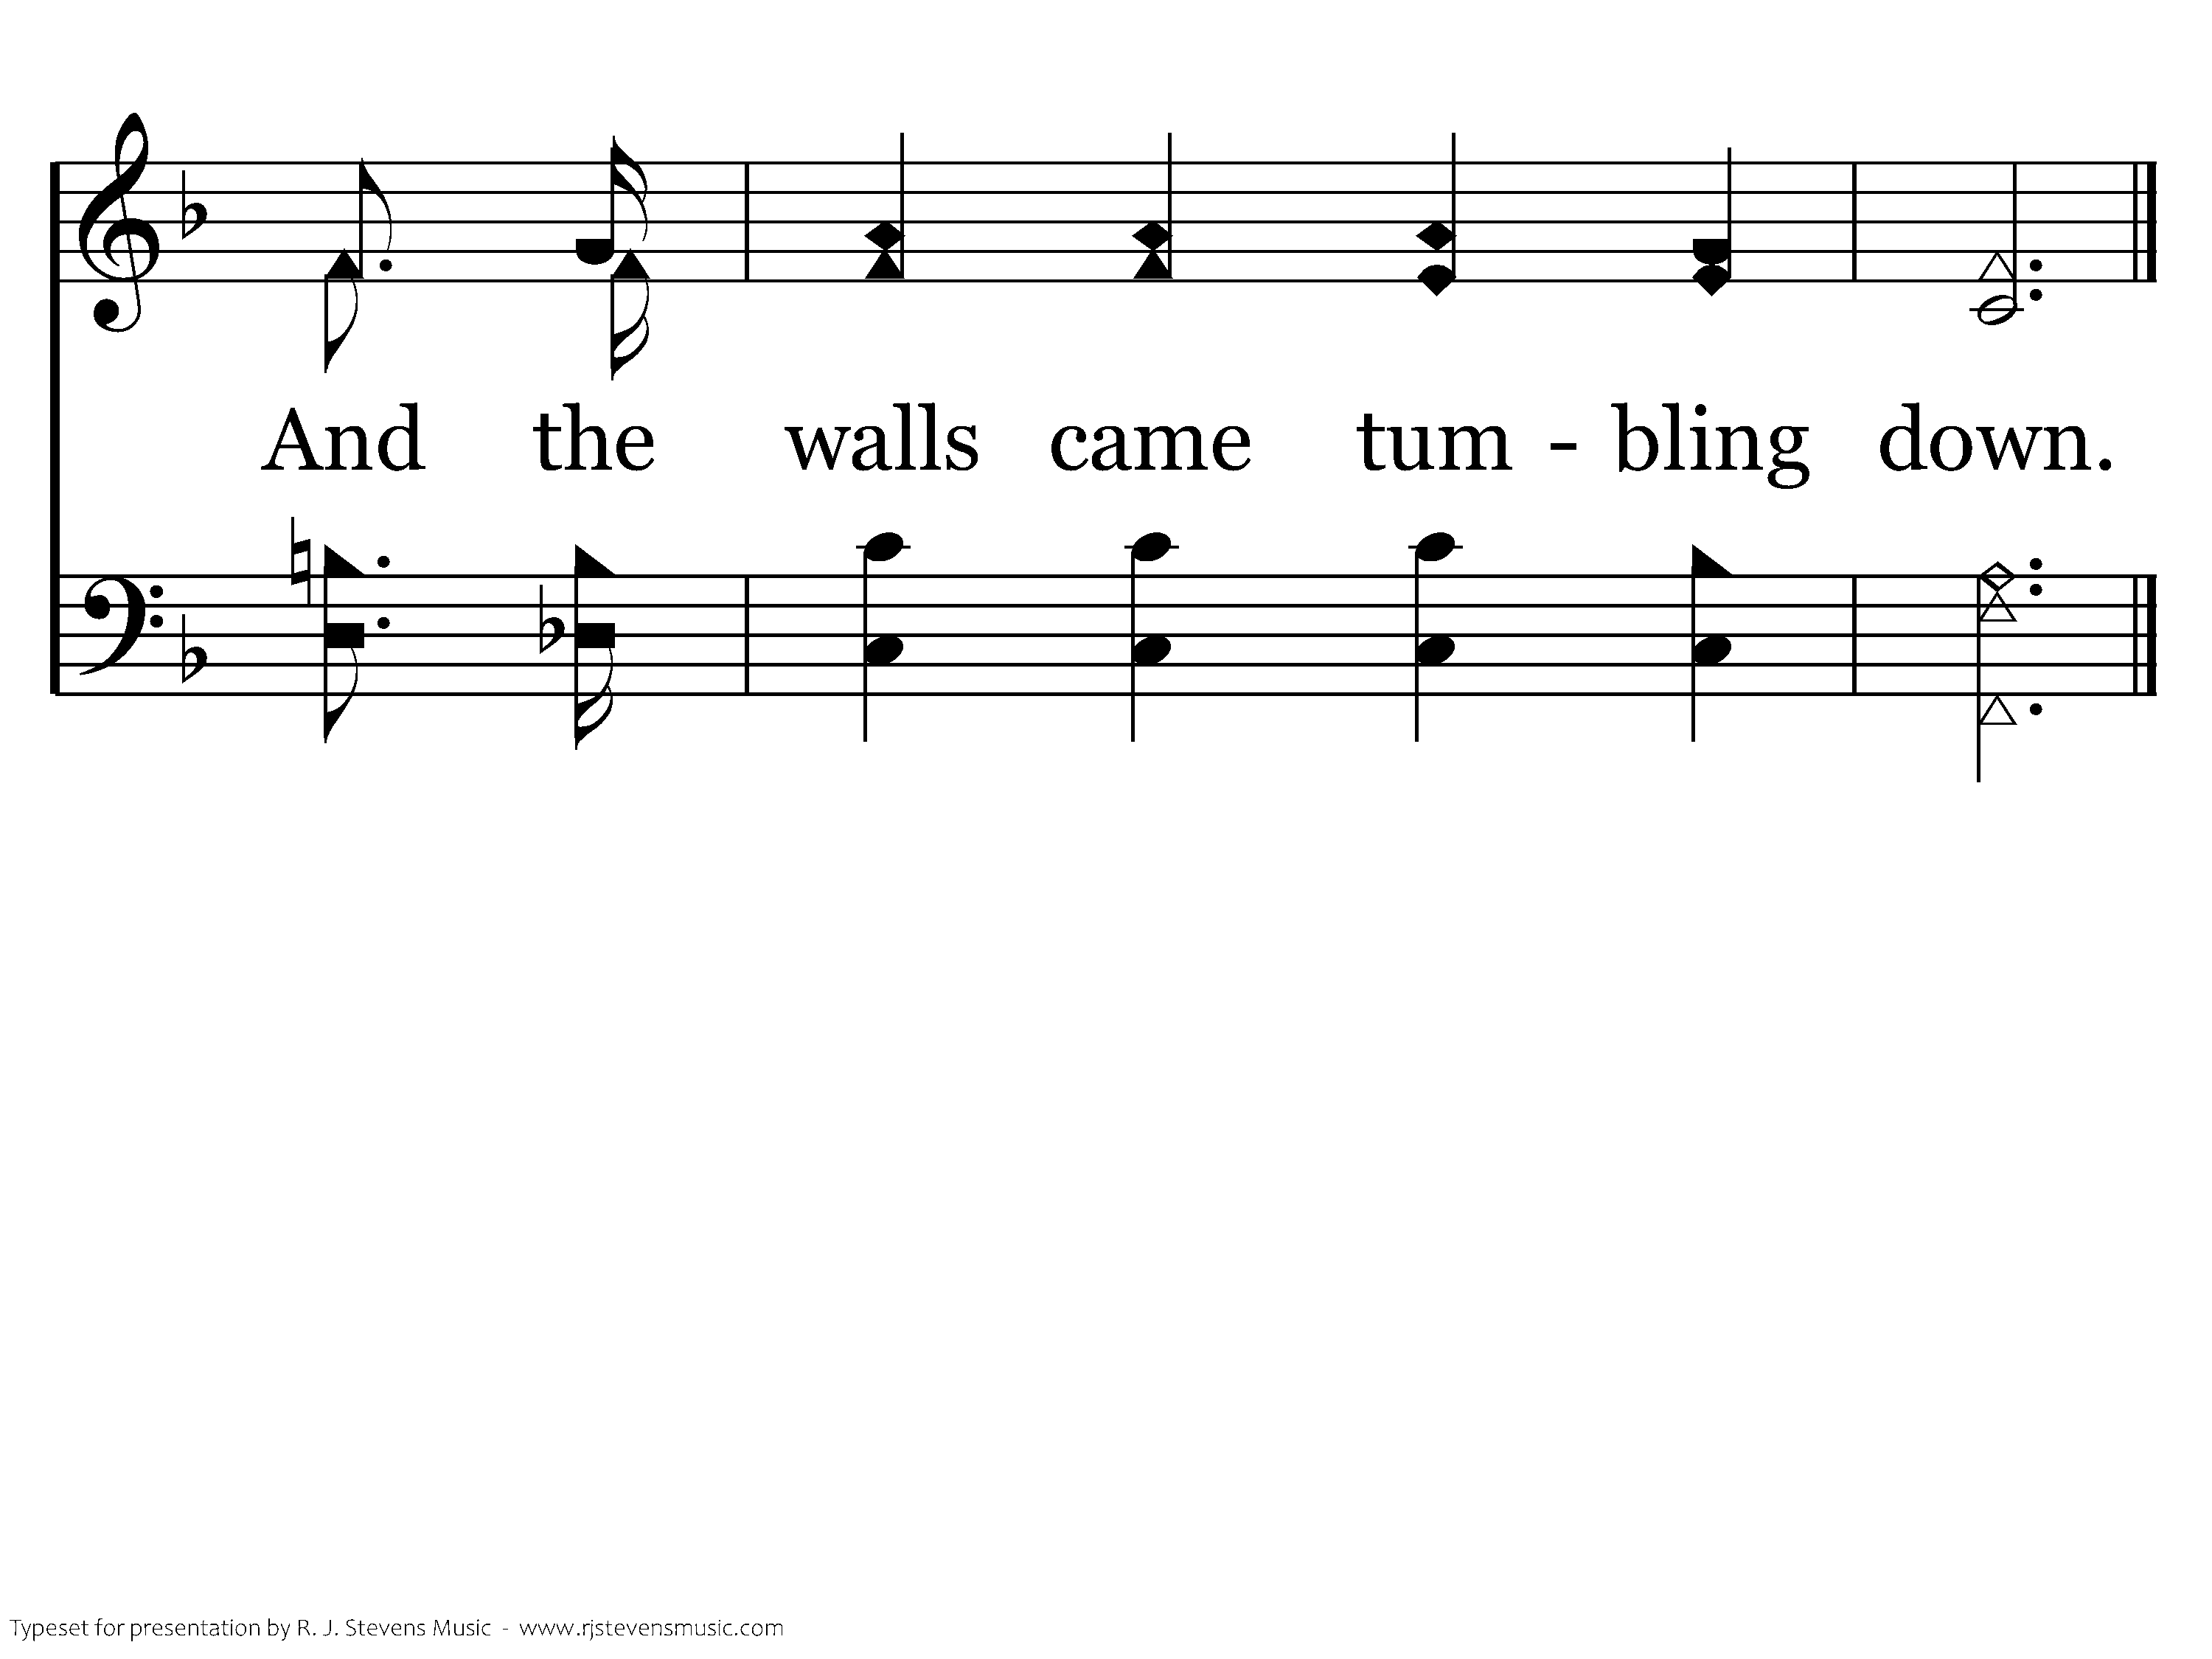 And the walls came tum - bling down.
Typeset for presentation by R. J. Stevens Music - www.rjstevensmusic.com